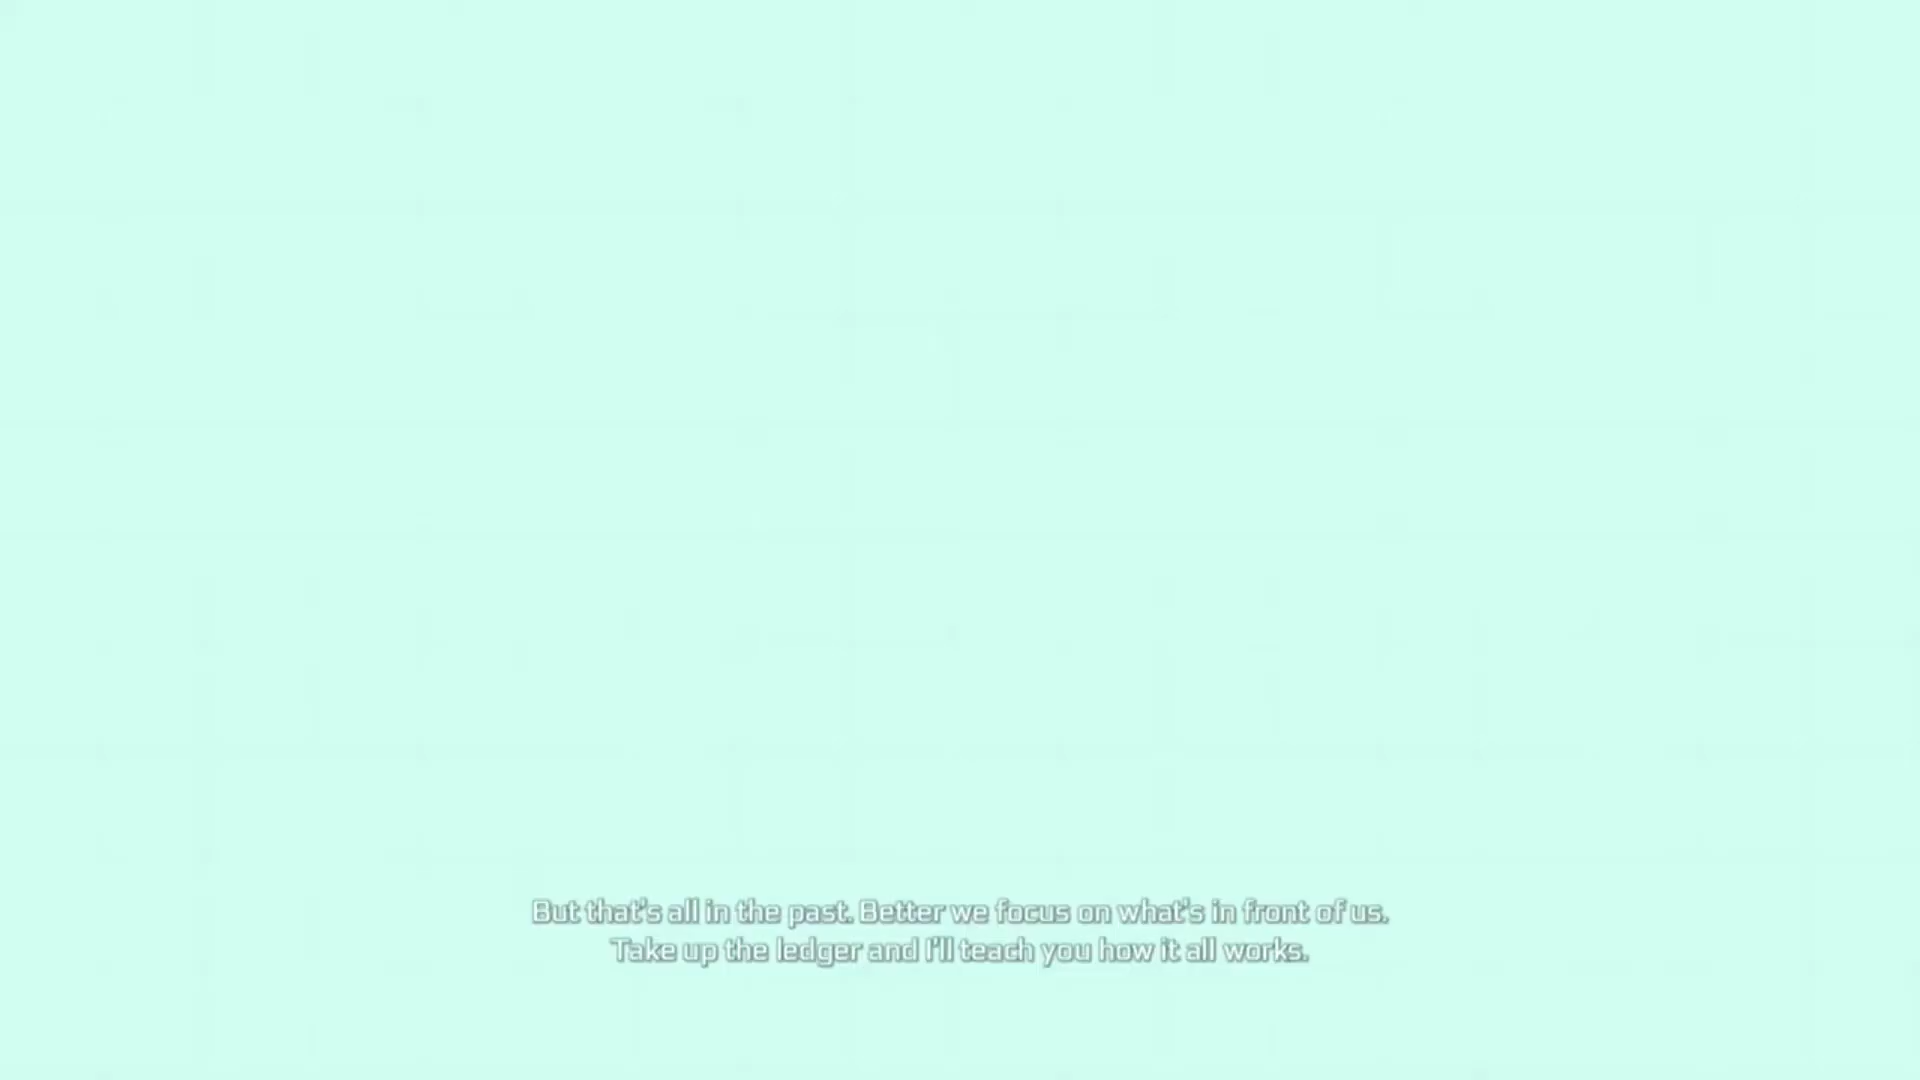 But that's all in the past. Better we focus on what's in front of us.
Take up the ledger and I'll teach you how it all works.